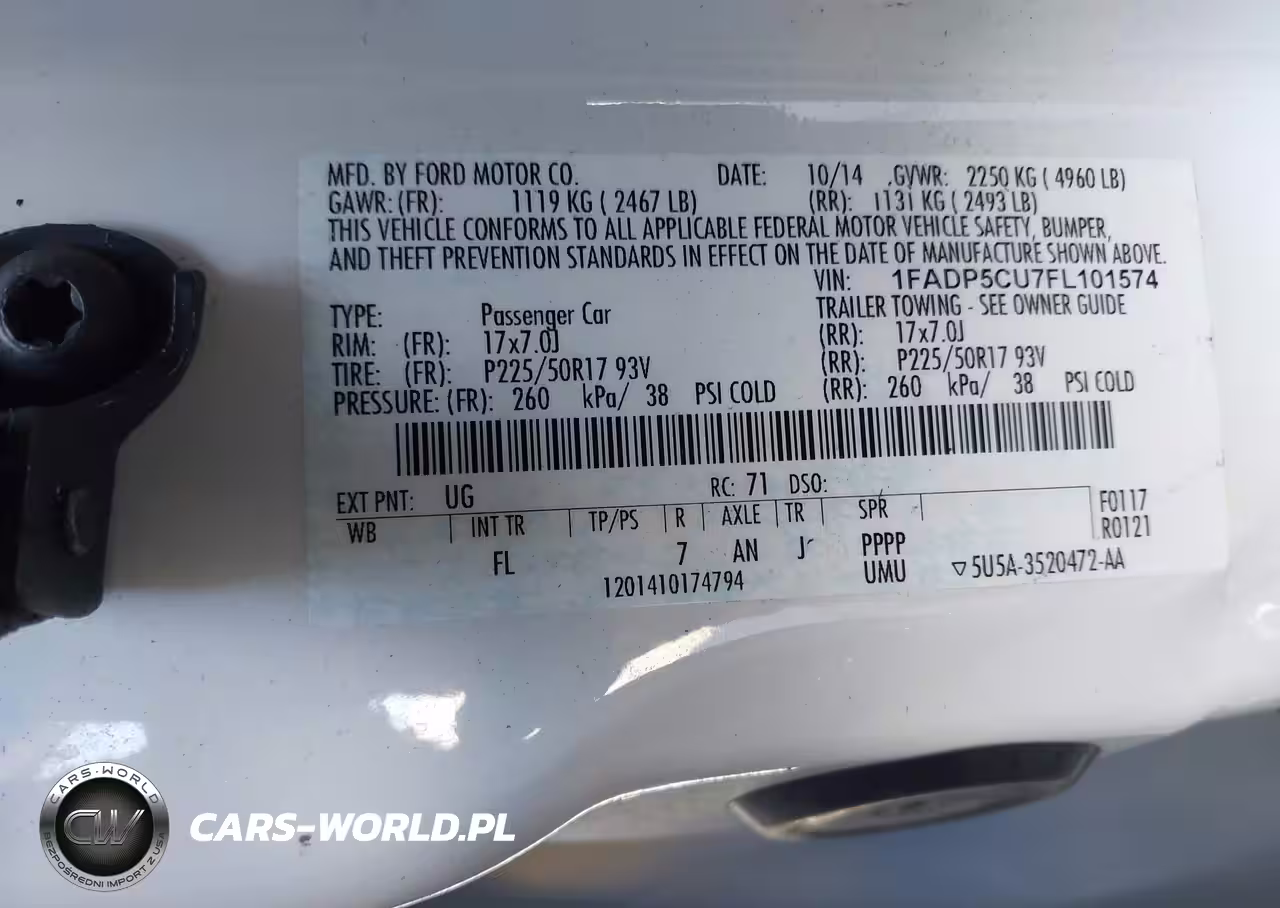 MFD. BY FORD MOTOR CO. DATE: 10/14 GVWR: 2250 KG ( 4960 LB)
GAWR: (FR): 1119 KG ( 2467 LB) (RR): 1131 KG ( 2493 LB)
THIS VEHICLE CONFORMS TO ALL APPLICABLE FEDERAL MOTOR VEHICLE SAFETY, BUMPER,
AND THEFT PREVENTION STANDARDS IN EFFECT ON THE DATE OF MANUFACTURE SHOWN ABOVE.
VIN: 1FADP5CU7FL101574
TYPE: Passenger Car TRAILER TOWING - SEE OWNER GUIDE
RIM: (FR): 17x7.0J (RR): 17x7.0J
TIRE: (FR): P225/50R17 93V (RR): P225/50R17 93V
PRESSURE: (FR): 260 kPa/ 38 PSI COLD (RR): 260 kPa/ 38 PSI COLD
EXT PNT: UG RC: 71 DSO:
WB INT TR TP/PS R AXLE TR SPR F0117
R0121
FL 7 AN J PPPP
1201410174794 UMU ▽5U5A-3520472-AA
CARS-WORLD
CW
BEZPOŚREDNI IMPORT Z USA
CARS-WORLD.PL